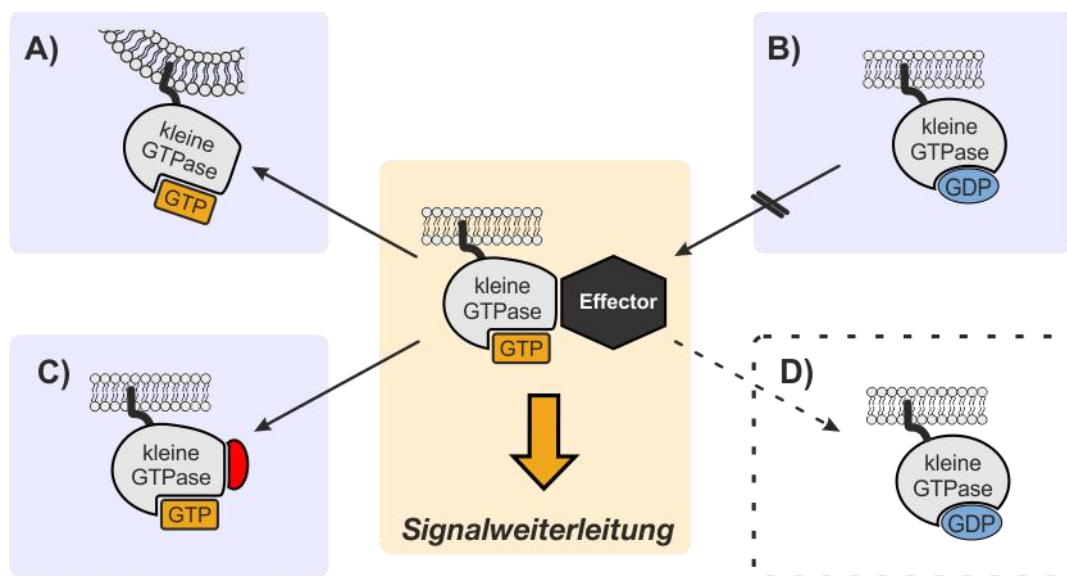 A)
kleine
GTPase
GTP
B)
kleine
GTPase
GDP
kleine
GTPase
GTP
Effector
Signalweiterleitung
C)
kleine
GTPase
GTP
D)
kleine
GTPase
GDP